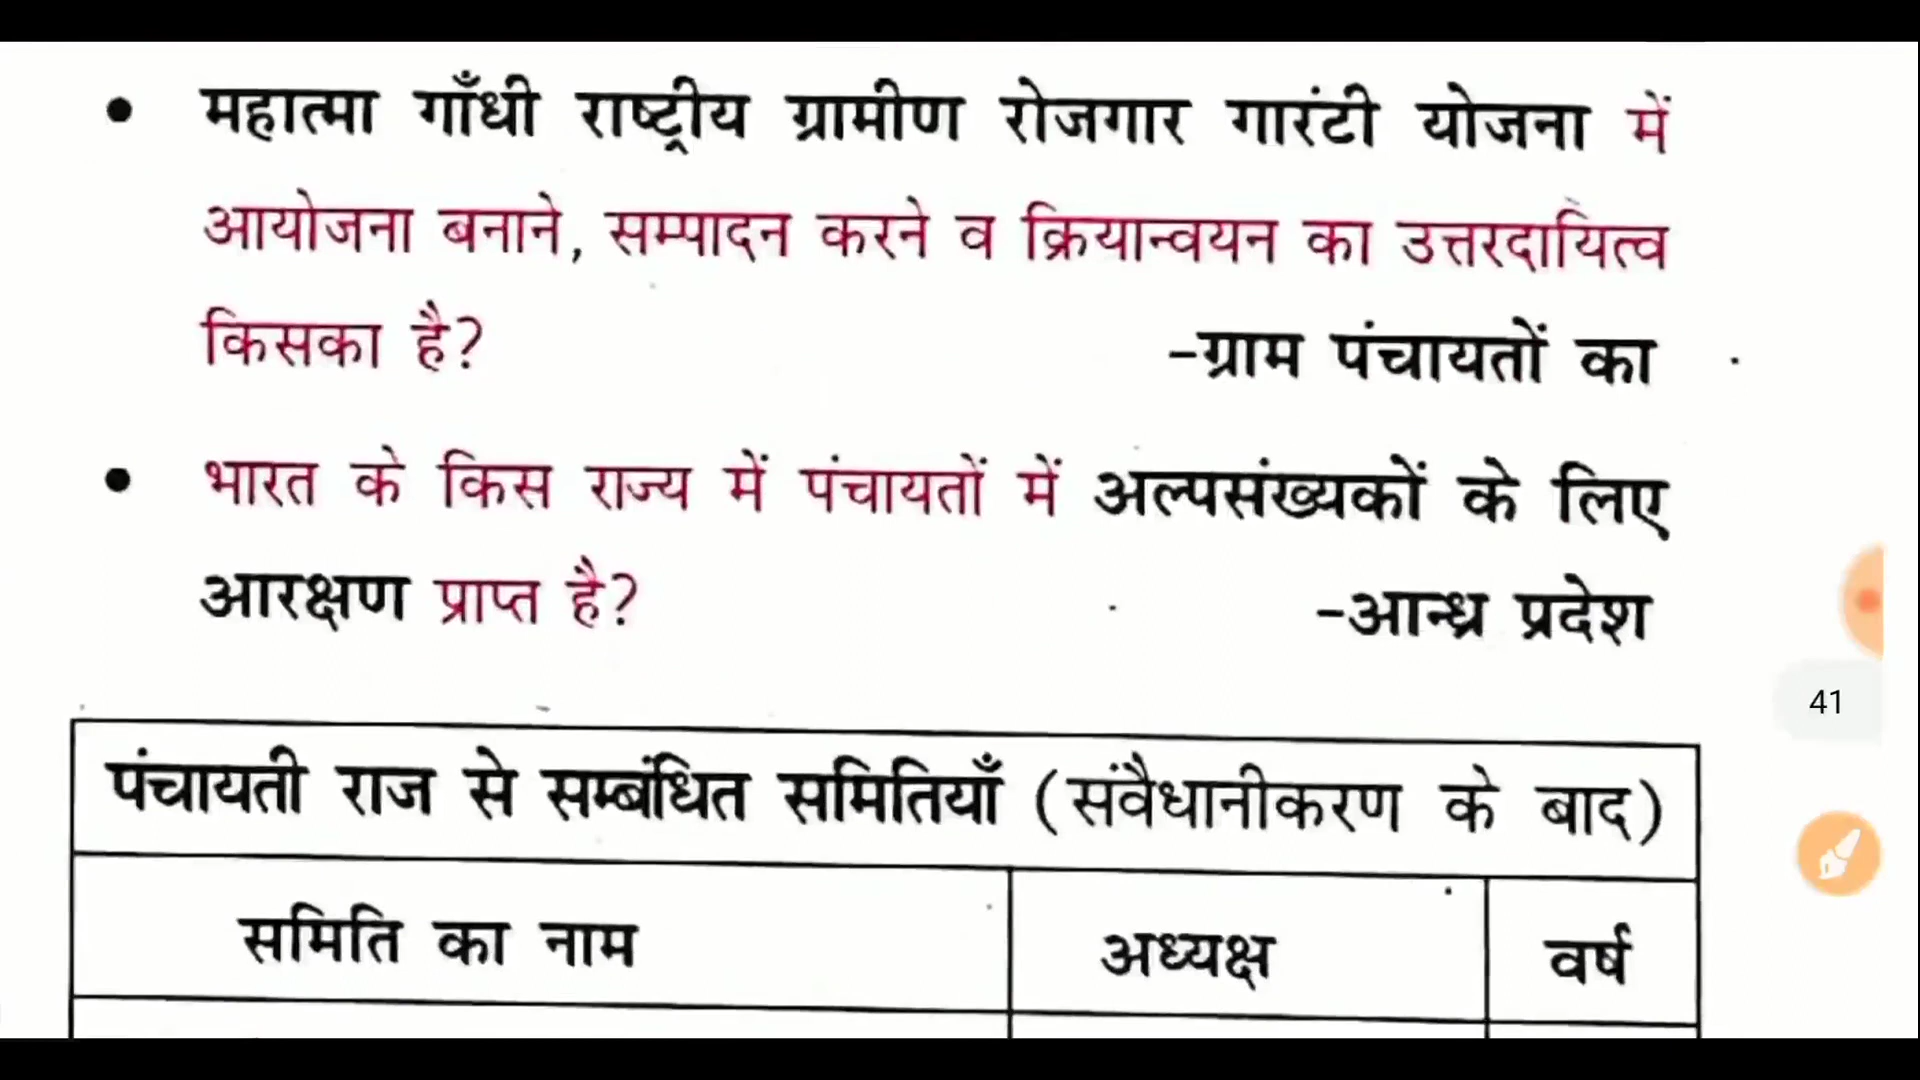 • महात्मा गाँधी राष्ट्रीय ग्रामीण रोजगार गारंटी योजना में
आयोजना बनाने, सम्पादन करने व क्रियान्वयन का उत्तरदायित्व
किसका है? -ग्राम पंचायतों का
• भारत के किस राज्य में पंचायतों में अल्पसंख्यकों के लिए
आरक्षण प्राप्त है? -आन्ध्र प्रदेश
41
पंचायती राज से सम्बंधित समितियाँ (संवैधानीकरण के बाद)
समिति का नाम अध्यक्ष वर्ष